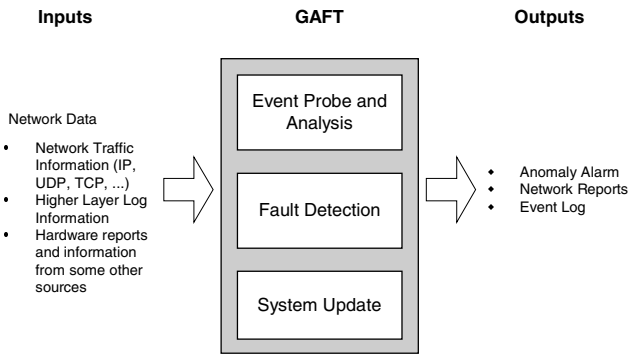 Inputs
GAFT
Outputs
Network Data
• Network Traffic
Information (IP,
UDP, TCP, ...)
• Higher Layer Log
Information
• Hardware reports
and information
from some other
sources
Event Probe and
Analysis
Fault Detection
System Update
◆ Anomaly Alarm
◆ Network Reports
◆ Event Log